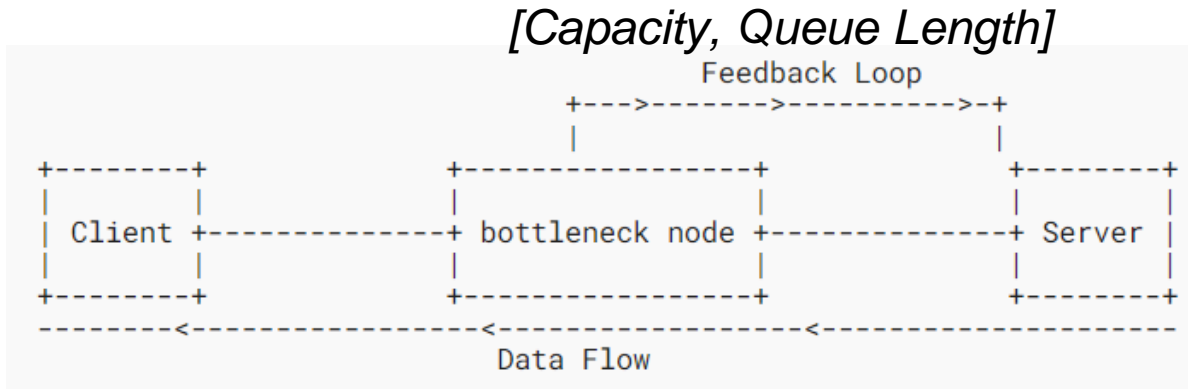 [Capacity, Queue Length]
Feedback Loop
Client
bottleneck node
Server
Data Flow